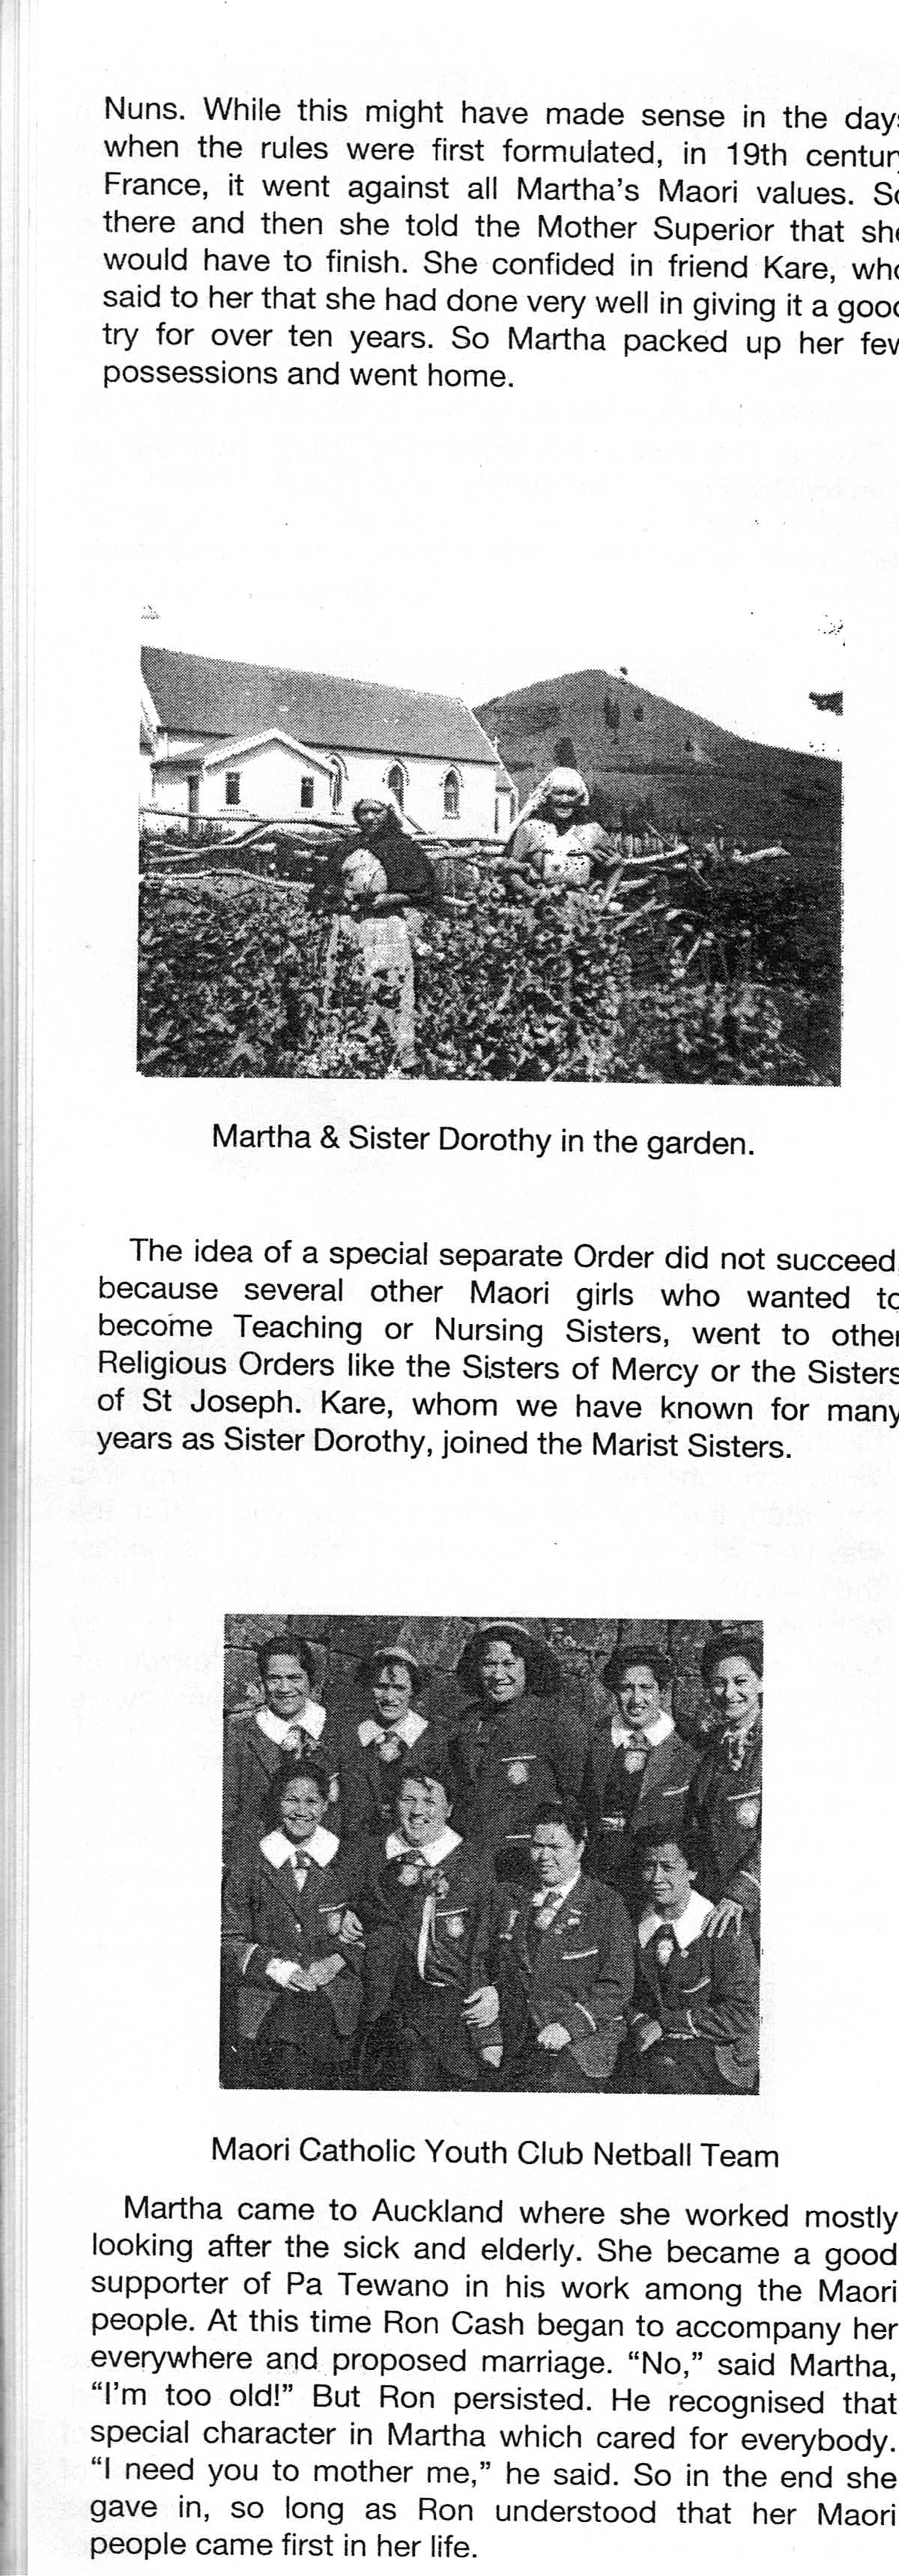 Nuns. While this might have made sense in the days
when the rules were first formulated, in 19th century
France, it went against all Martha's Maori values. So
there and then she told the Mother Superior that she
would have to finish. She confided in friend Kare, who
said to her that she had done very well in giving it a good
try for over ten years. So Martha packed up her few
possessions and went home.
Martha & Sister Dorothy in the garden.
The idea of a special separate Order did not succeed,
because several other Maori girls who wanted to
become Teaching or Nursing Sisters, went to other
Religious Orders like the Sisters of Mercy or the Sisters
of St Joseph. Kare, whom we have known for many
years as Sister Dorothy, joined the Marist Sisters.
Maori Catholic Youth Club Netball Team
Martha came to Auckland where she worked mostly
looking after the sick and elderly. She became a good
supporter of Pa Tewano in his work among the Maori
people. At this time Ron Cash began to accompany her
everywhere and proposed marriage. “No,” said Martha,
“I'm too old!” But Ron persisted. He recognised that
special character in Martha which cared for everybody.
“I need you to mother me,” he said. So in the end she
gave in, so long as Ron understood that her Maori
people came first in her life.